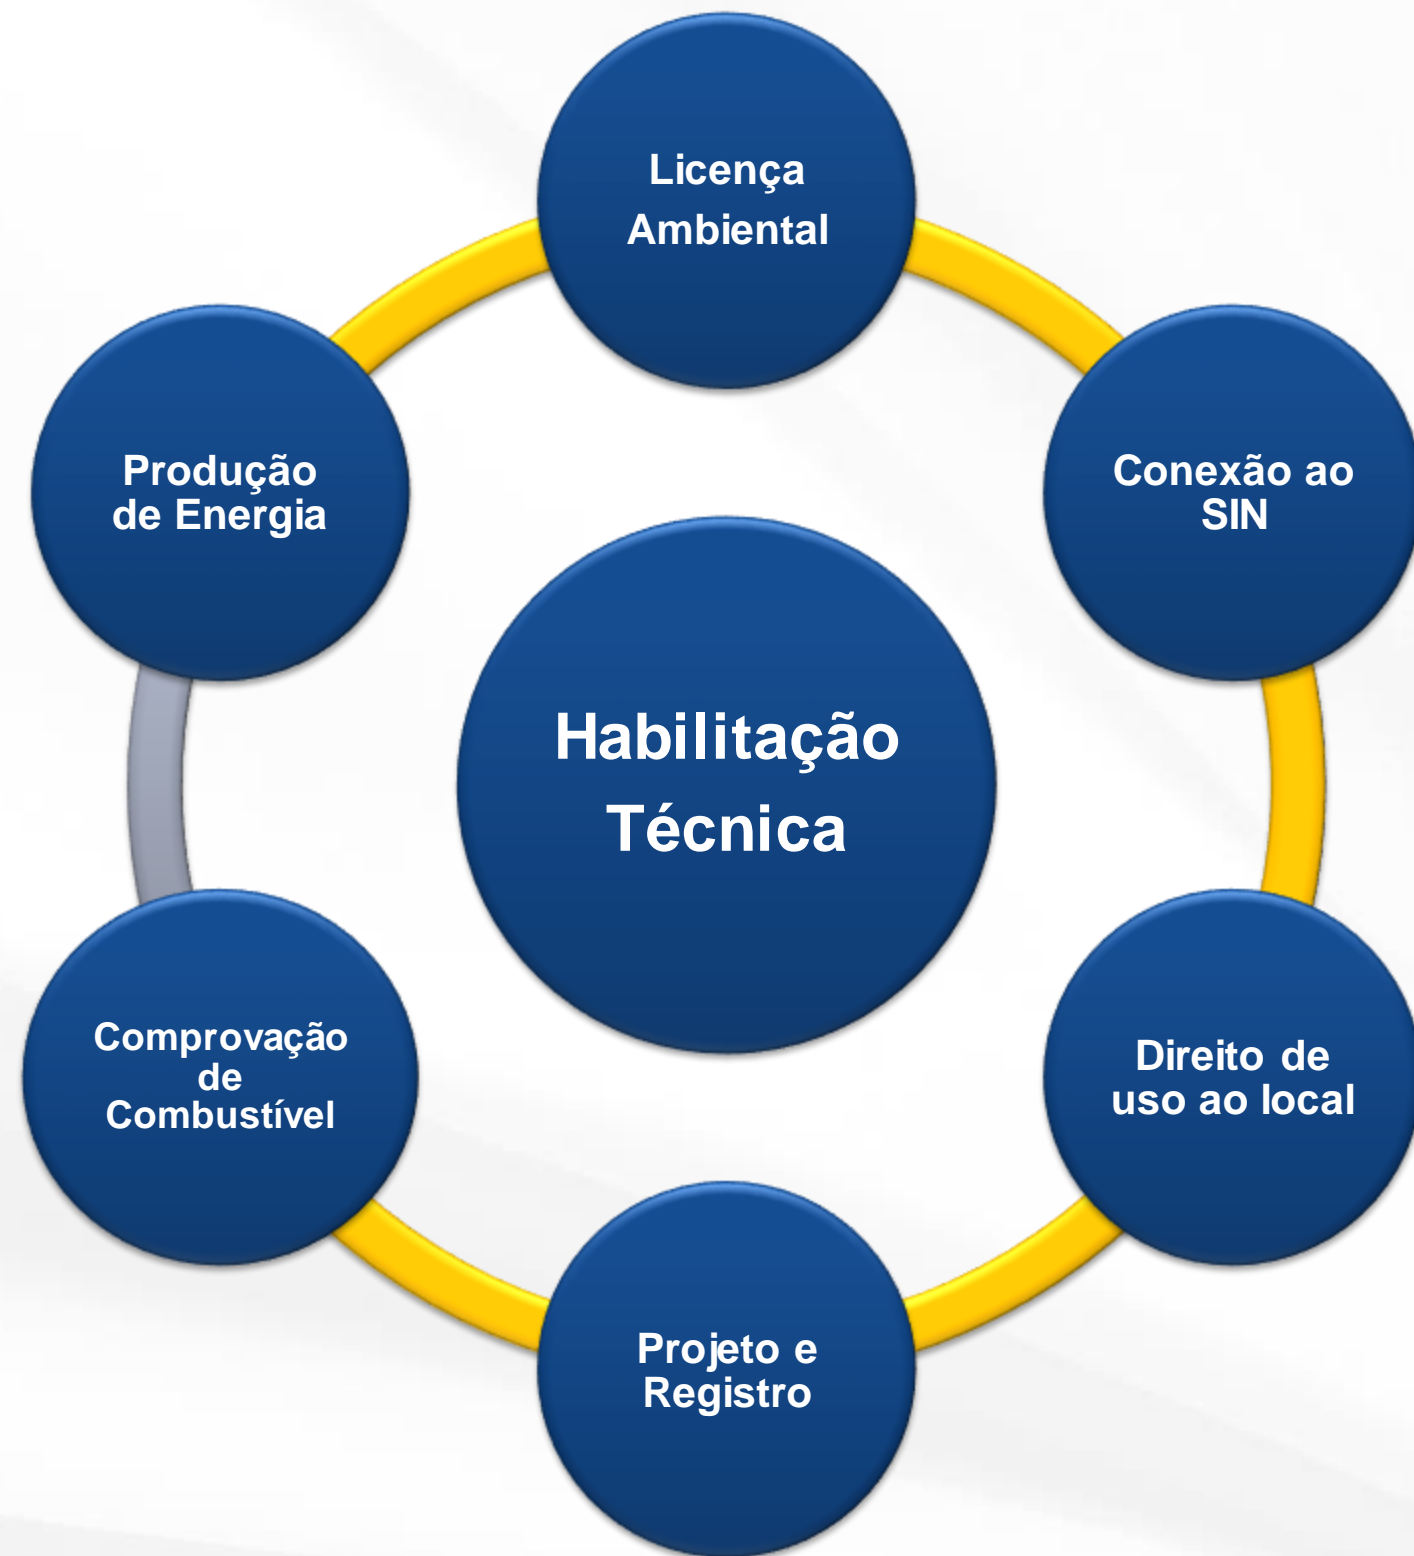 Licença
Ambiental
Conexão ao
SIN
Direito de
uso ao local
Projeto e
Registro
Comprovação
de
Combustível
Produção
de Energia
Habilitação
Técnica